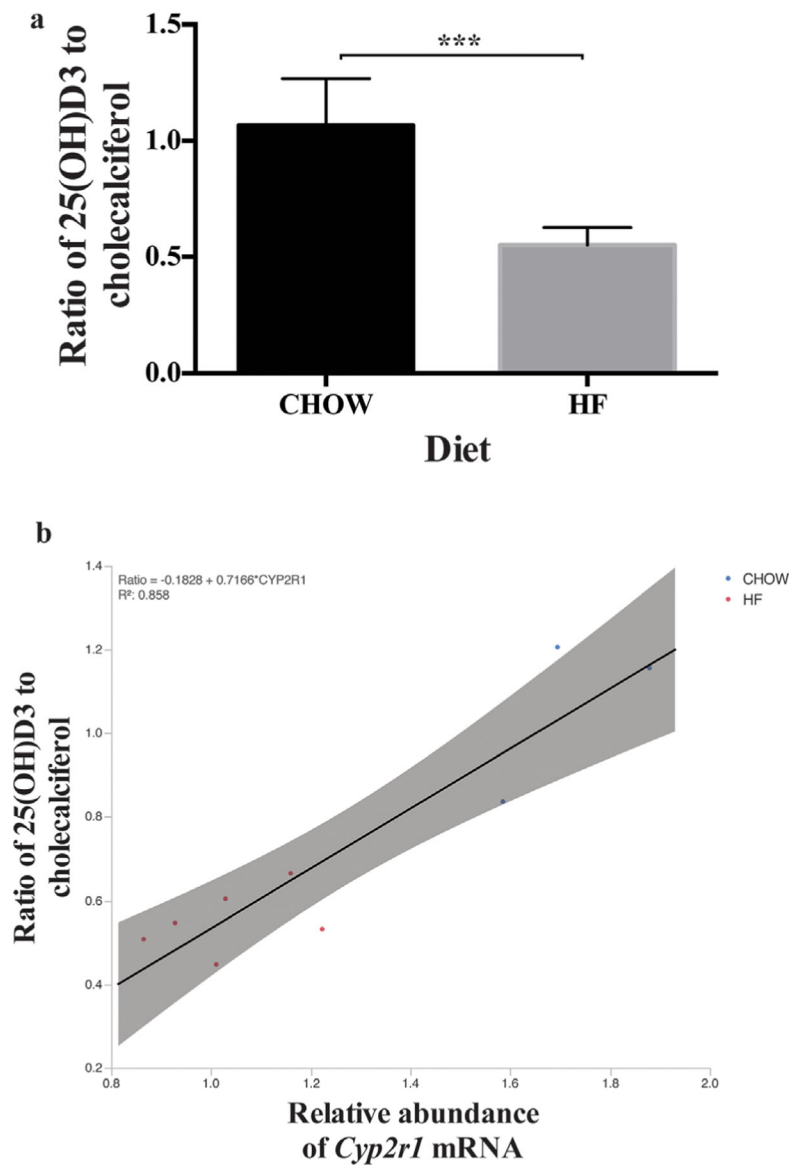 a
Ratio of 25(OH)D3 to
cholecalciferol
1.5
1.0
0.5
0.0
***
CHOW
HF
Diet
b
Ratio of 25(OH)D3 to
cholecalciferol
1.4
1.2
1.0
0.8
0.6
0.4
0.2
Ratio = -0.1828 + 0.7166*CYP2R1
R²: 0.858
CHOW
HF
0.8
1.0
1.2
1.4
1.6
1.8
2.0
Relative abundance
of Cyp2r1 mRNA